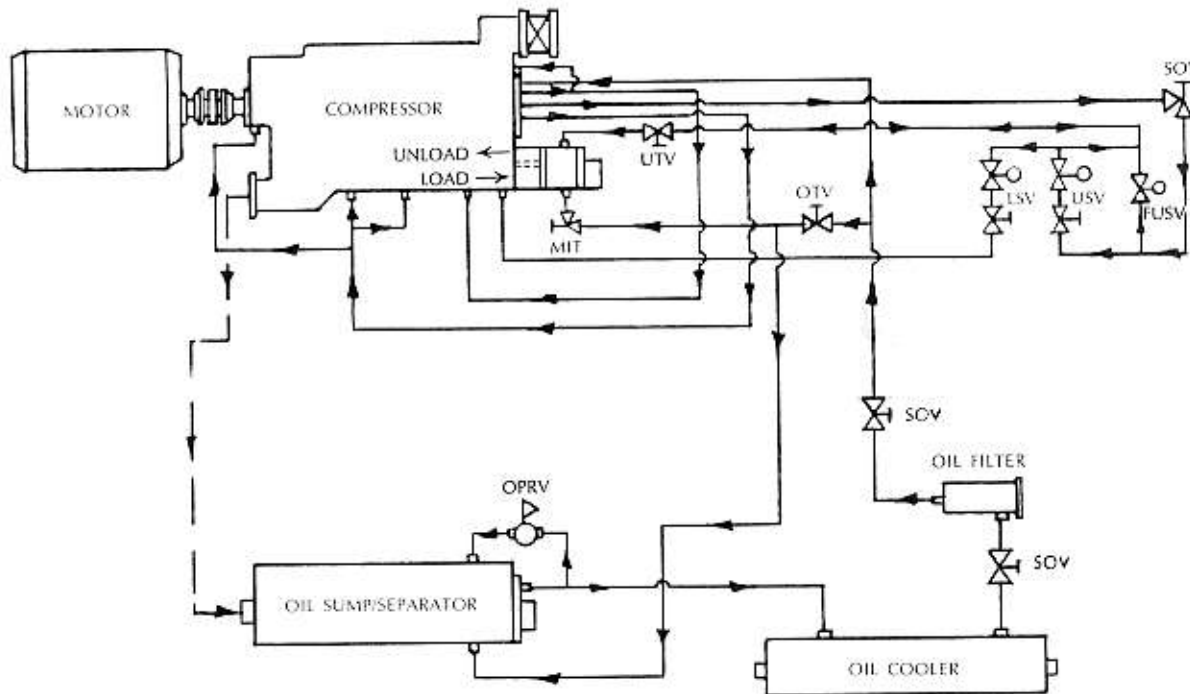 MOTOR
COMPRESSOR
UNLOAD
LOAD
UTV
MIT
OTV
LSV
USV
FUSV
SOV
SOV
OIL FILTER
SOV
OPRV
OIL SUMP/SEPARATOR
OIL COOLER